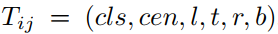 T_{ij} = (cls, cen, l, t, r, b)